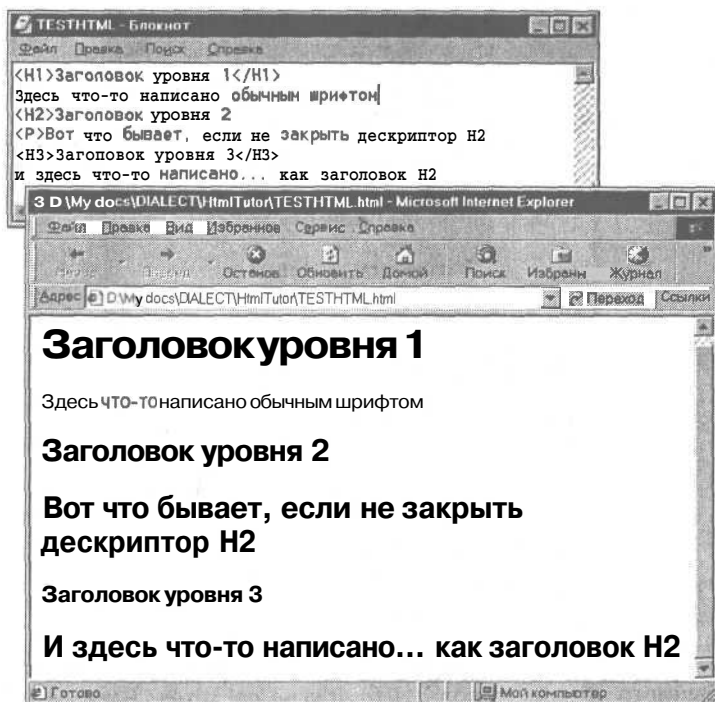 TESTHTML - Блокнот
Файл Правка Поиск Справка
<H1>Заголовок уровня 1</H1>
Здесь что-то написано обычным шрифтом
<H2>Заголовок уровня 2
<P>Вот что бывает, если не закрыть дескриптор H2
<H3>Загоповок уровня 3</H3>
и здесь что-то написано... как заголовок H2
3 D \My docs\DIALECT\HtmlTutor\TESTHTML.html - Microsoft Internet Explorer
Файл Правка Вид Избранное Сервис Справка
Останов Обновить Домой Поиск Избранн Журнал
Адрес D \My docs\DIALECT\HtmlTutor\TESTHTML.html Переход Ссылки
Заголовок уровня 1
Здесь что-то написано обычным шрифтом
Заголовок уровня 2
Вот что бывает, если не закрыть
дескриптор H2
Заголовок уровня 3
И здесь что-то написано... как заголовок H2
Готово Мой компьютер